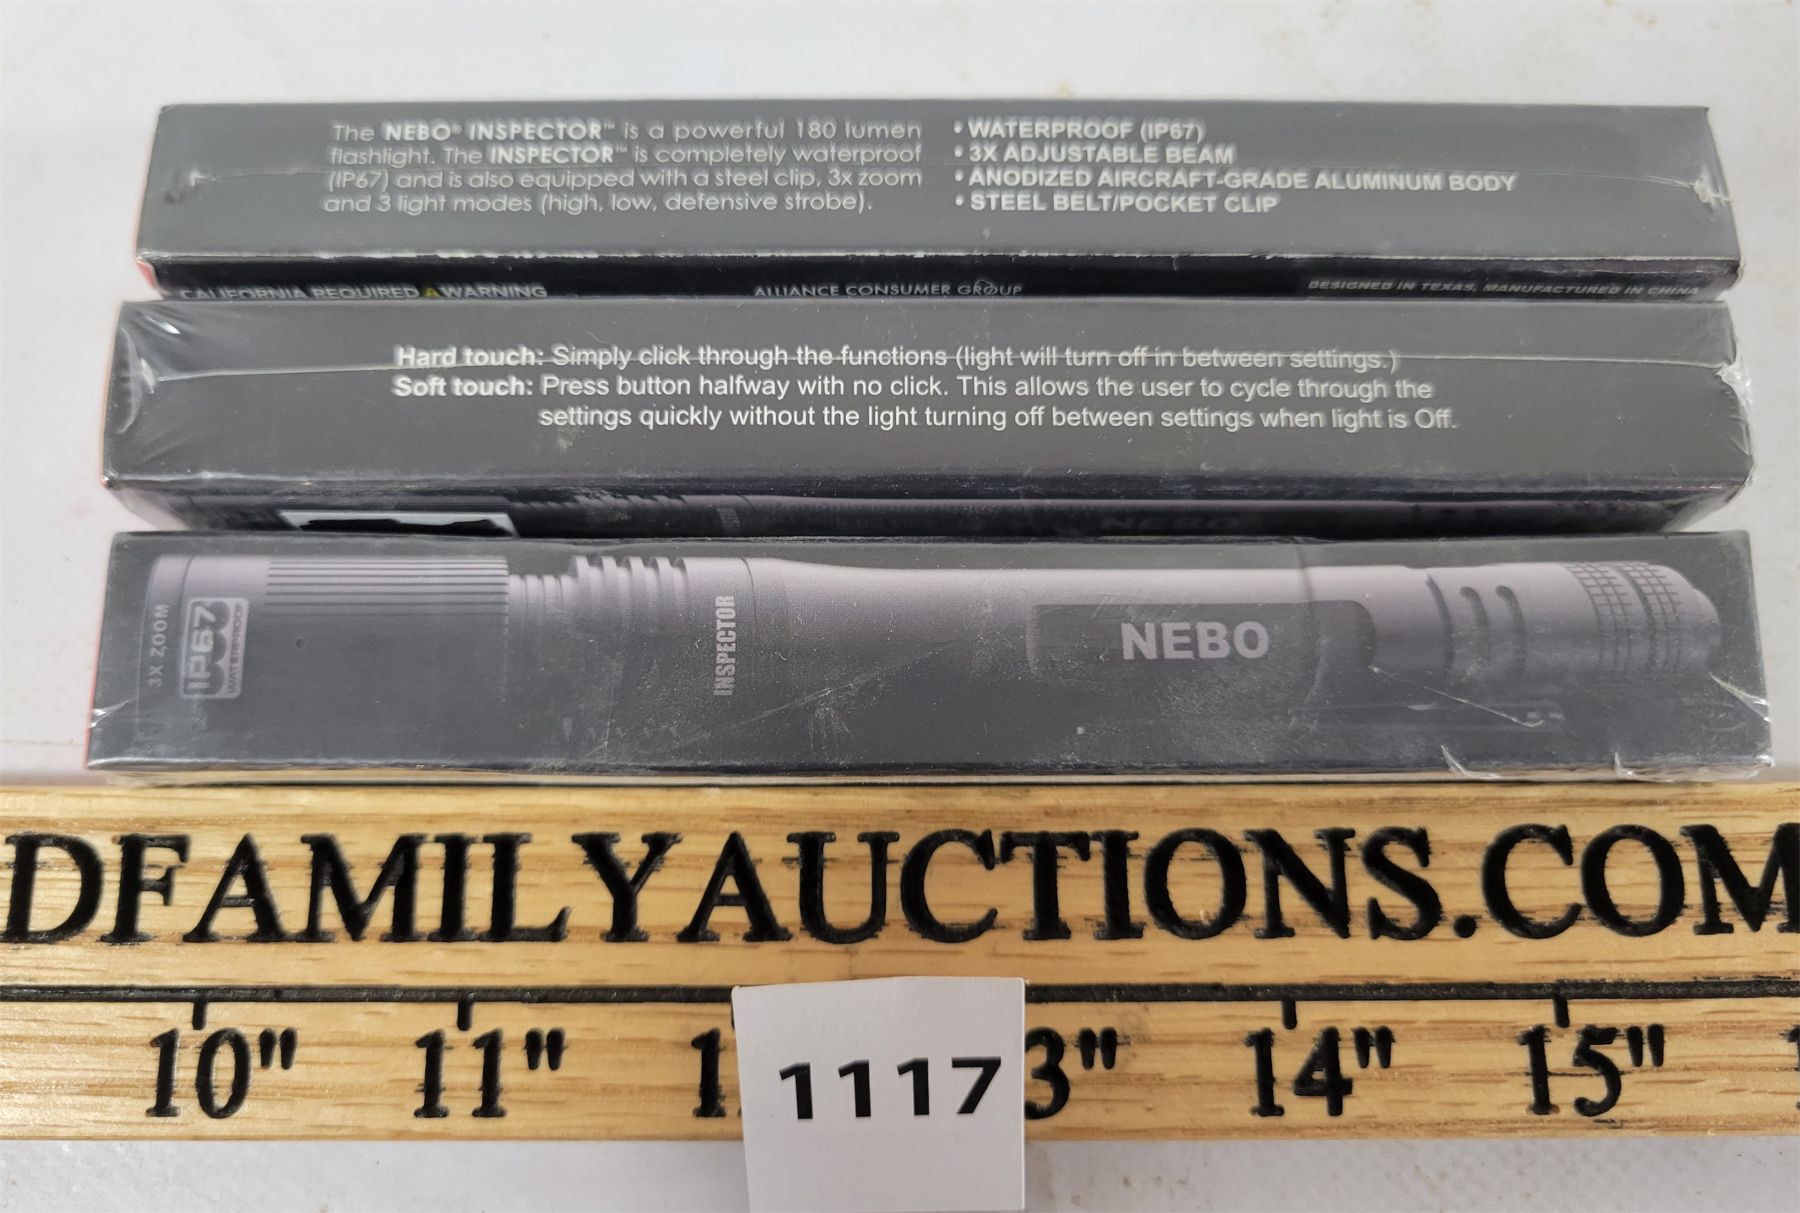 The NEBO® INSPECTOR™ is a powerful 180 lumen
flashlight. The INSPECTOR™ is completely waterproof
(IP67) and is also equipped with a steel clip, 3x zoom
and 3 light modes (high, low, defensive strobe).
• WATERPROOF (IP67)
• 3X ADJUSTABLE BEAM
• ANODIZED AIRCRAFT-GRADE ALUMINUM BODY
• STEEL BELT/POCKET CLIP
CALIFORNIA REQUIRED ⚠ WARNING
ALLIANCE CONSUMER GROUP
DESIGNED IN TEXAS, MANUFACTURED IN CHINA
Hard touch: Simply click through the functions (light will turn off in between settings.)
Soft touch: Press button halfway with no click. This allows the user to cycle through the
settings quickly without the light turning off between settings when light is Off.
NEBO
3X ZOOM
IP67
WATERPROOF
INSPECTOR
NEBO
DFAMILYAUCTIONS.COM
10" 11" 1 3" 14" 15"
1117